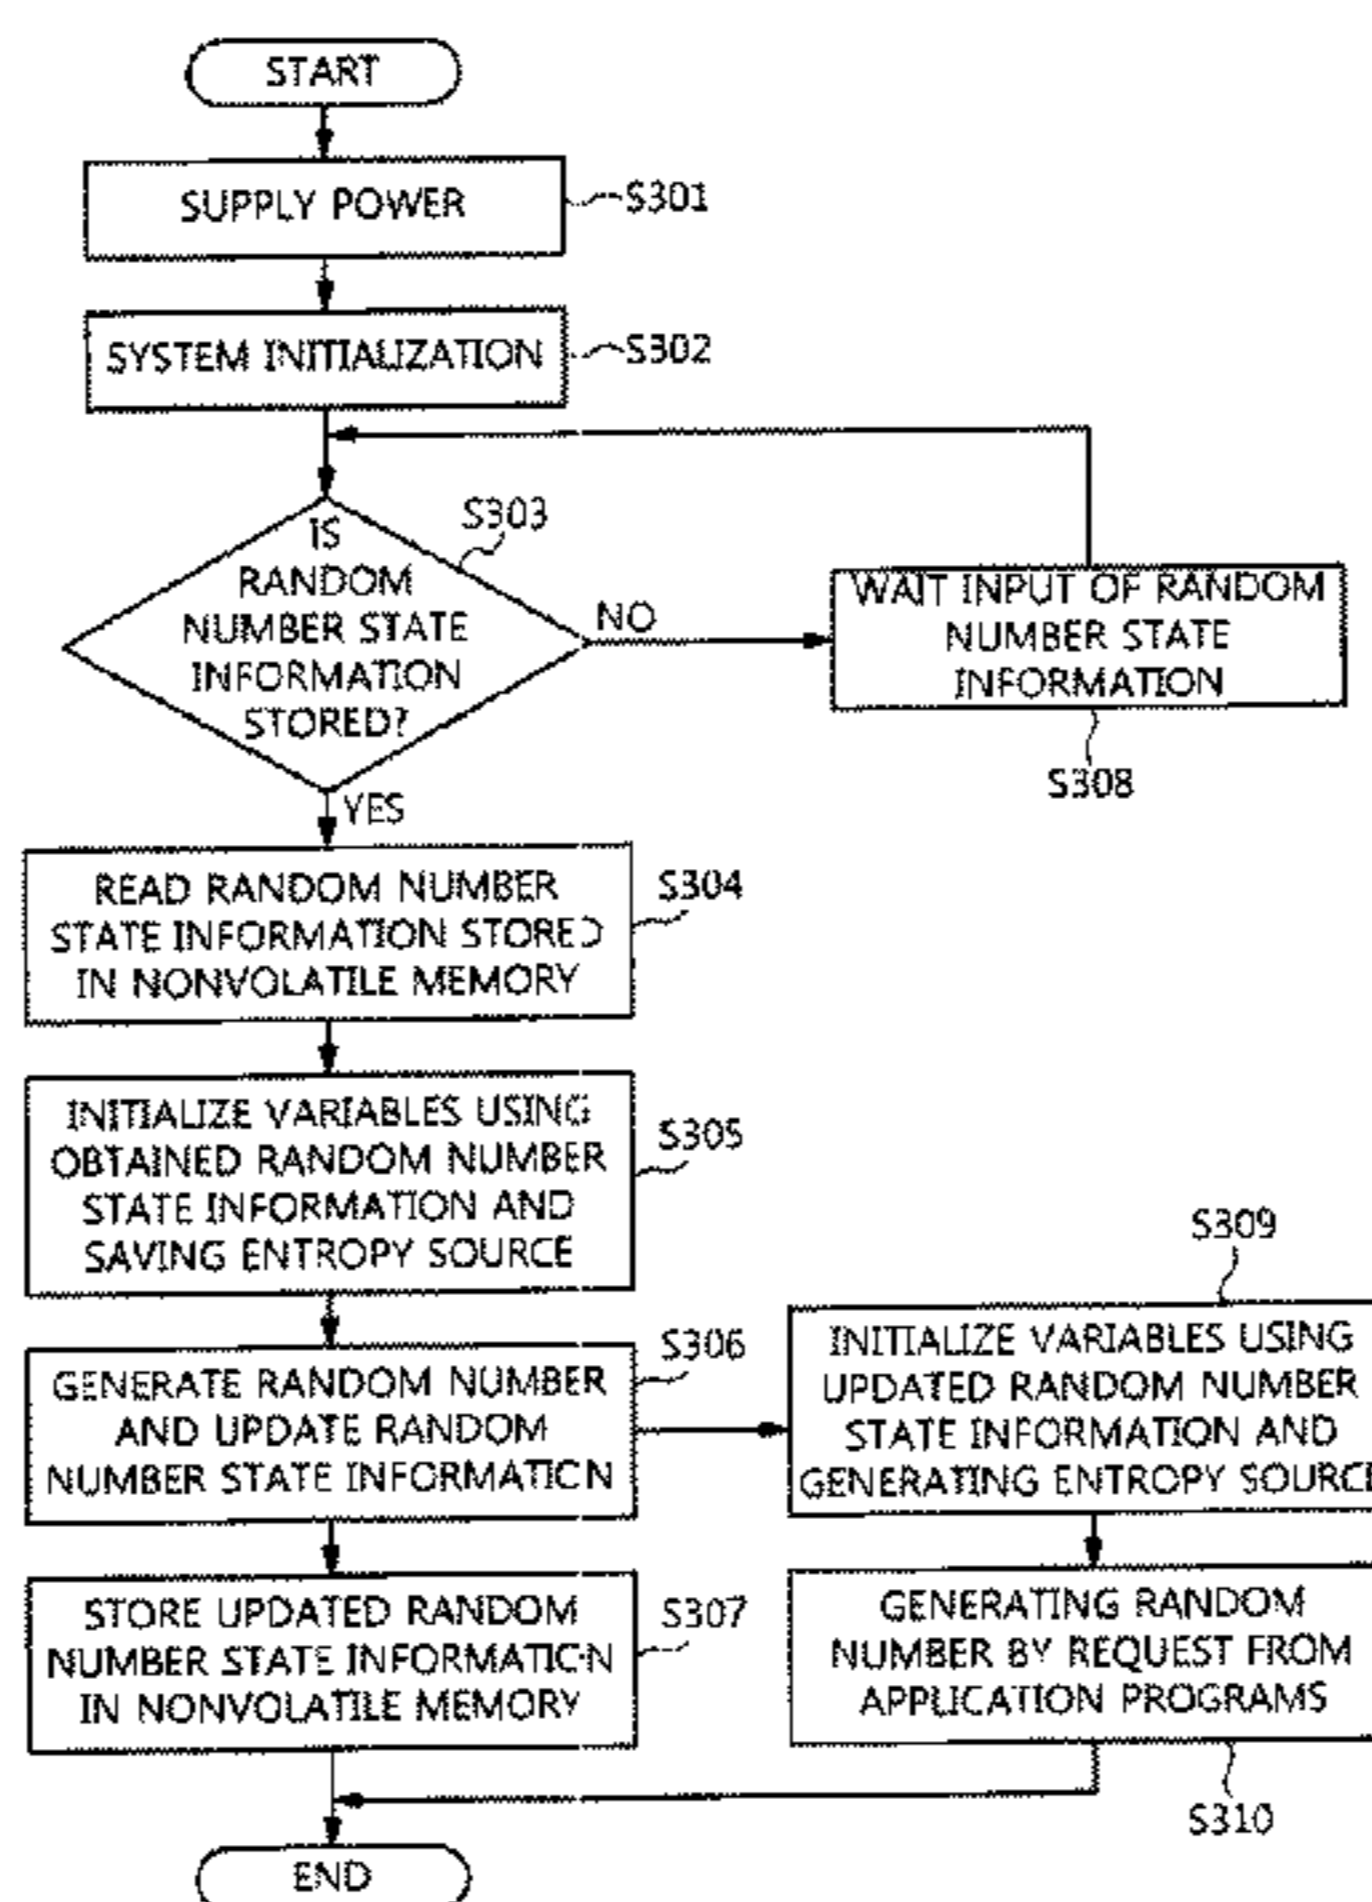 START
SUPPLY POWER
S301
SYSTEM INITIALIZATION
S302
IS
RANDOM
NUMBER STATE
INFORMATION
STORED?
S303
NO
WAIT INPUT OF RANDOM
NUMBER STATE
INFORMATION
S308
YES
READ RANDOM NUMBER
STATE INFORMATION STORED
IN NONVOLATILE MEMORY
S304
INITIALIZE VARIABLES USING
OBTAINED RANDOM NUMBER
STATE INFORMATION AND
SAVING ENTROPY SOURCE
S305
GENERATE RANDOM NUMBER
AND UPDATE RANDOM
NUMBER STATE INFORMATION
S306
S309
INITIALIZE VARIABLES USING
UPDATED RANDOM NUMBER
STATE INFORMATION AND
GENERATING ENTROPY SOURCE
STORE UPDATED RANDOM
NUMBER STATE INFORMATION
IN NONVOLATILE MEMORY
S307
GENERATING RANDOM
NUMBER BY REQUEST FROM
APPLICATION PROGRAMS
S310
END